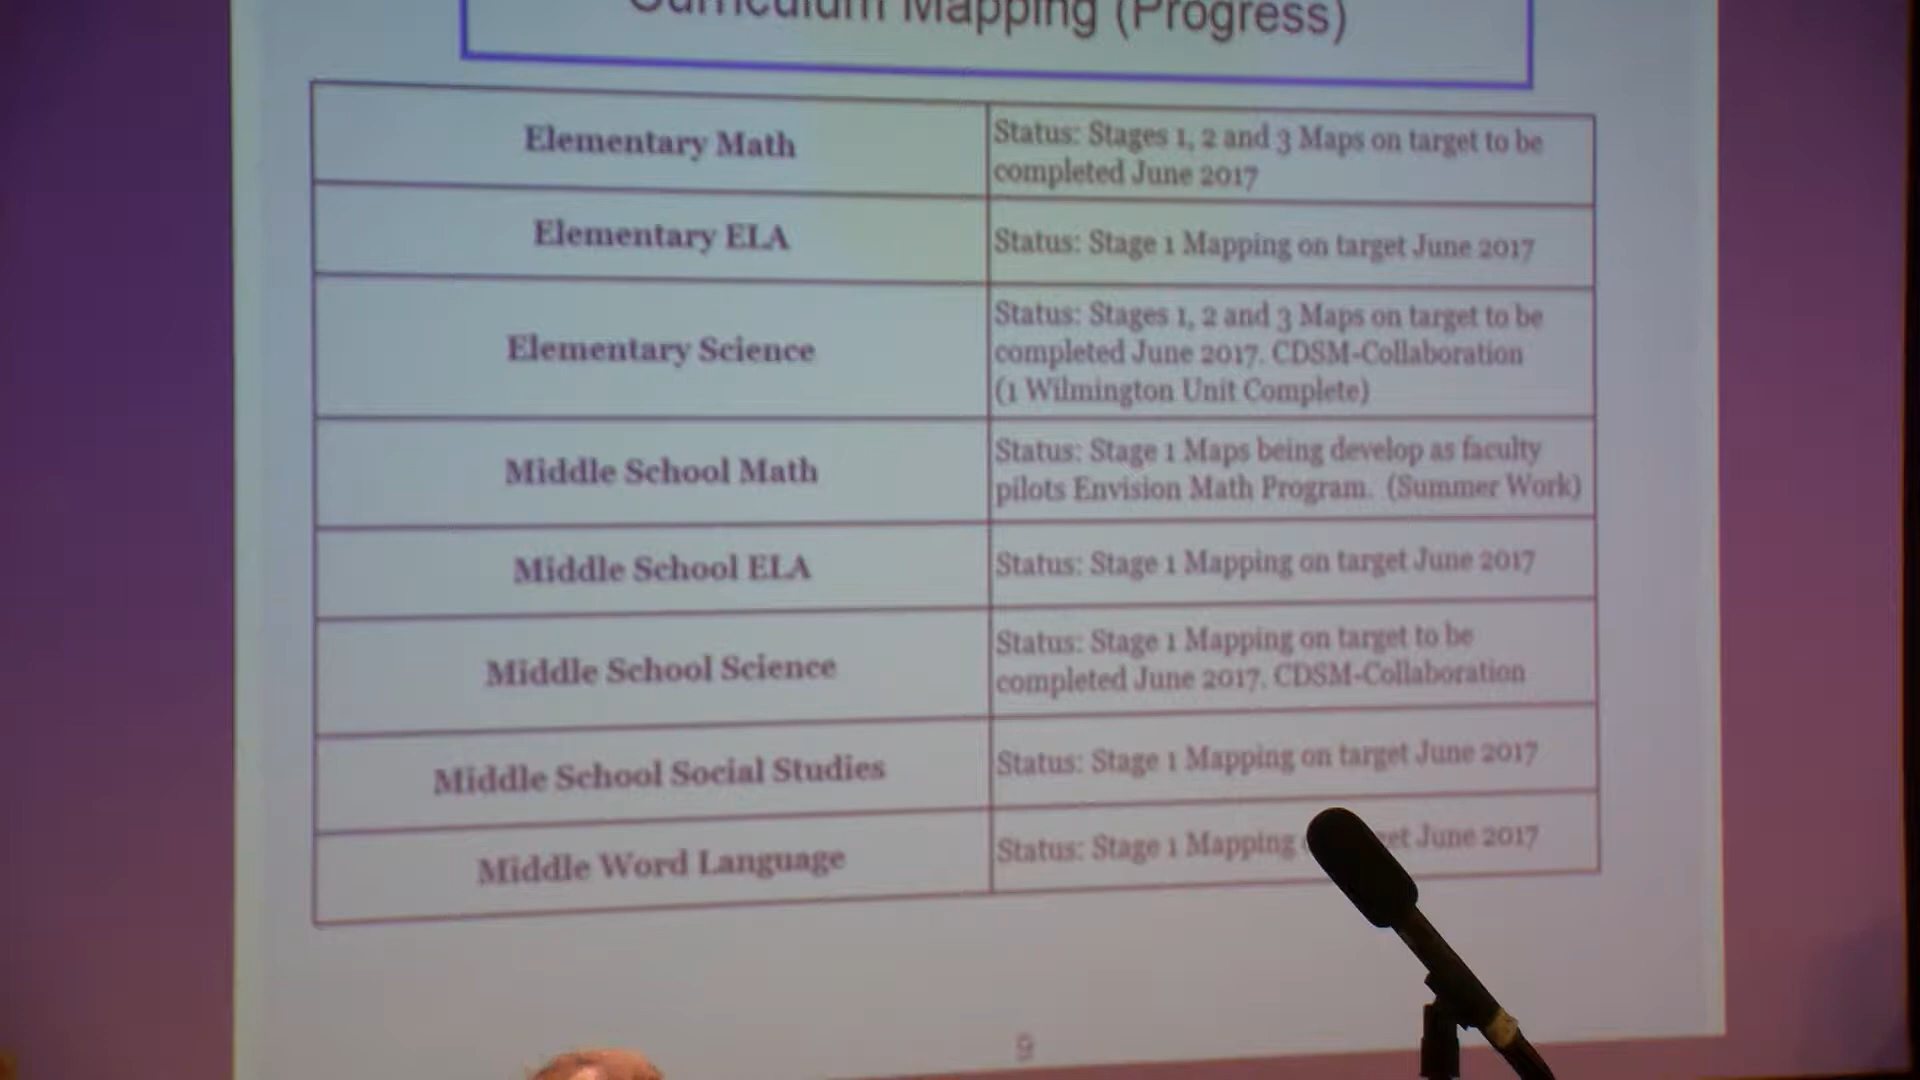 Curriculum Mapping (Progress)
Elementary Math
Status: Stages 1, 2 and 3 Maps on target to be
completed June 2017
Elementary ELA
Status: Stage 1 Mapping on target June 2017
Elementary Science
Status: Stages 1, 2 and 3 Maps on target to be
completed June 2017. CDSM-Collaboration
(1 Wilmington Unit Complete)
Middle School Math
Status: Stage 1 Maps being develop as faculty
pilots Envision Math Program. (Summer Work)
Middle School ELA
Status: Stage 1 Mapping on target June 2017
Middle School Science
Status: Stage 1 Mapping on target to be
completed June 2017. CDSM-Collaboration
Middle School Social Studies
Status: Stage 1 Mapping on target June 2017
Middle Word Language
Status: Stage 1 Mapping June 2017
9